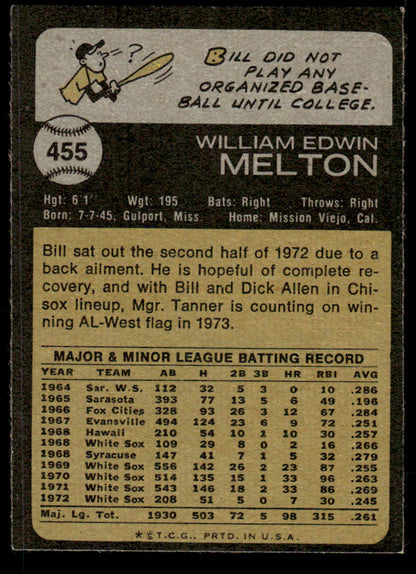 ?
BILL DID NOT
PLAY ANY
ORGANIZED BASE-
BALL UNTIL COLLEGE.
455
WILLIAM EDWIN
MELTON
Hgt: 6'1" Wgt: 195 Bats: Right Throws: Right
Born: 7-7-45, Gulport, Miss. Home: Mission Viejo, Cal.
Bill sat out the second half of 1972 due to a
back ailment. He is hopeful of complete re-
covery, and with Bill and Dick Allen in Chi-
sox lineup, Mgr. Tanner is counting on win-
ning AL-West flag in 1973.
MAJOR & MINOR LEAGUE BATTING RECORD
YEAR TEAM AB H 2B 3B HR RBI AVG
1964 Sar. W.S. 112 32 5 3 0 10 .286
1965 Sarasota 393 77 13 5 6 49 .196
1966 Fox Cities 328 93 26 3 12 67 .284
1967 Evansville 494 124 23 6 9 72 .251
1968 Hawaii 210 54 10 1 10 30 .257
1968 White Sox 109 29 8 0 2 16 .266
1968 Syracuse 147 41 7 1 5 32 .279
1969 White Sox 556 142 26 2 23 87 .255
1970 White Sox 514 135 15 1 33 96 .263
1971 White Sox 543 146 18 2 33 86 .269
1972 White Sox 208 51 5 0 7 30 .245
Maj. Lg. Tot. 1930 503 72 5 98 315 .261
*©T.C.G., PRTD. IN U.S.A.